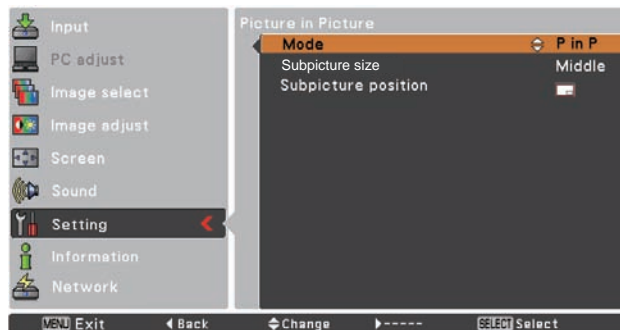 Input
PC adjust
Image select
Image adjust
Screen
Sound
Setting
Information
Network
Picture in Picture
Mode P in P
Subpicture size Middle
Subpicture position
MENU Exit Back Change ----- SELECT Select